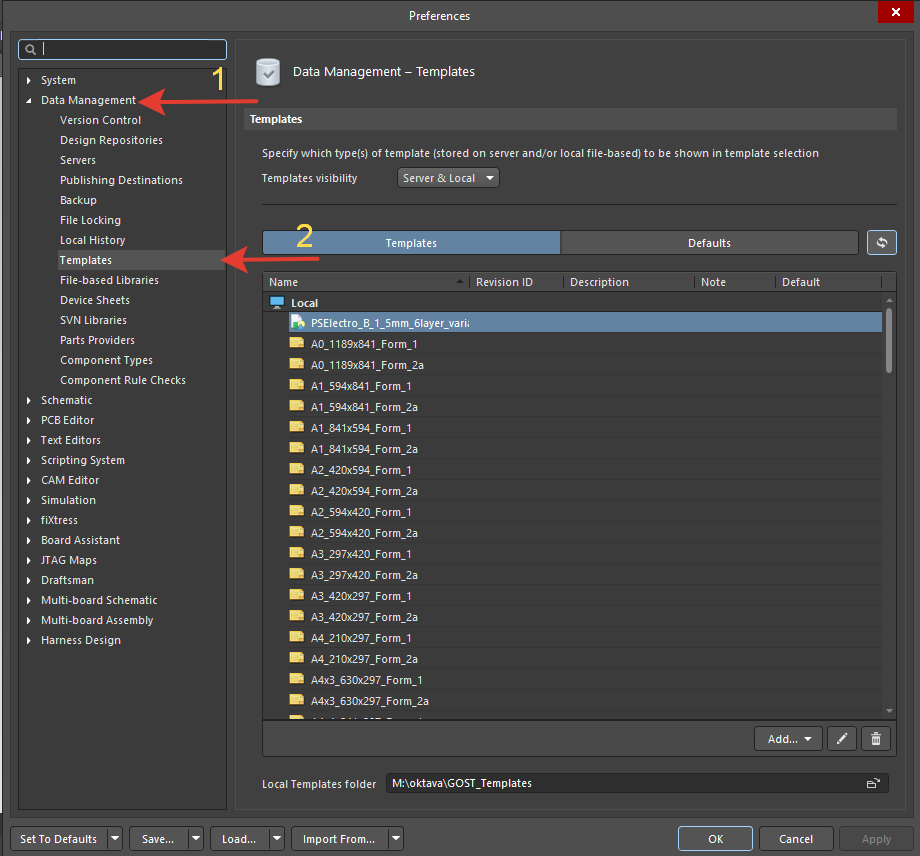 Preferences
1
System
Data Management
Version Control
Design Repositories
Servers
Publishing Destinations
Backup
File Locking
Local History
Templates
File-based Libraries
Device Sheets
SVN Libraries
Parts Providers
Component Types
Component Rule Checks
Schematic
PCB Editor
Text Editors
Scripting System
CAM Editor
Simulation
fiXtress
Board Assistant
JTAG Maps
Draftsman
Multi-board Schematic
Multi-board Assembly
Harness Design
Data Management – Templates
Templates
Specify which type(s) of template (stored on server and/or local file-based) to be shown in template selection
Templates visibility Server & Local
2
Templates Defaults
Name Revision ID Description Note Default
Local
PSElectro_B_1_5mm_6layer_varia
A0_1189x841_Form_1
A0_1189x841_Form_2a
A1_594x841_Form_1
A1_594x841_Form_2a
A1_841x594_Form_1
A1_841x594_Form_2a
A2_420x594_Form_1
A2_420x594_Form_2a
A2_594x420_Form_1
A2_594x420_Form_2a
A3_297x420_Form_1
A3_297x420_Form_2a
A3_420x297_Form_1
A3_420x297_Form_2a
A4_210x297_Form_1
A4_210x297_Form_2a
A4x3_630x297_Form_1
A4x3_630x297_Form_2a
Add...
Local Templates folder M:\oktava\GOST_Templates
Set To Defaults Save... Load... Import From... OK Cancel Apply